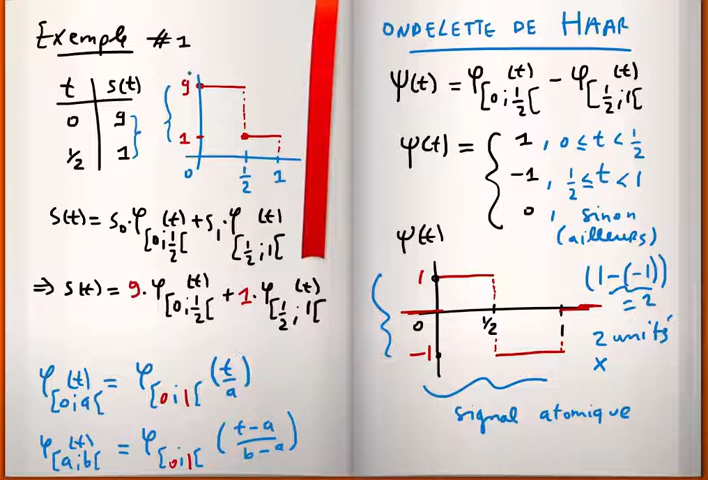 Exemple #1
t | s(t)
0 | 9
1/2 | 1
9
1
0 1/2 1
s(t) = s₀.φ[0;1/2[(t) + s₁.φ[1/2;1[(t)
⇒ s(t) = 9.φ[0;1/2[(t) + 1.φ[1/2;1[(t)
φ[0;a[(t) = φ[0;1[(t/a)
φ[a;b[(t) = φ[0;1[((t-a)/(b-a))
ONDELETTE DE HAAR
ψ(t) = φ[0;1/2[(t) - φ[1/2;1[(t)
ψ(t) = { 1, 0 ≤ t < 1/2
-1, 1/2 ≤ t < 1
0, sinon
(ailleurs)
ψ(t)
1
0 1/2 1
-1
(1-(-1))
= 2
2 unités
x
signal atomique